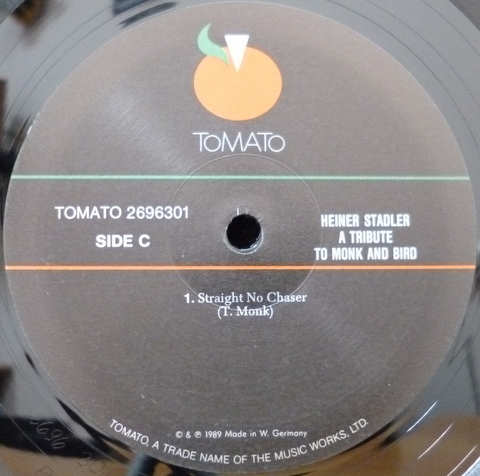 TOMATO
TOMATO 2696301
SIDE C
HEINER STADLER
A TRIBUTE
TO MONK AND BIRD
1. Straight No Chaser
(T. Monk)
© & ℗ 1989 Made in W. Germany
TOMATO, A TRADE NAME OF THE MUSIC WORKS, LTD.